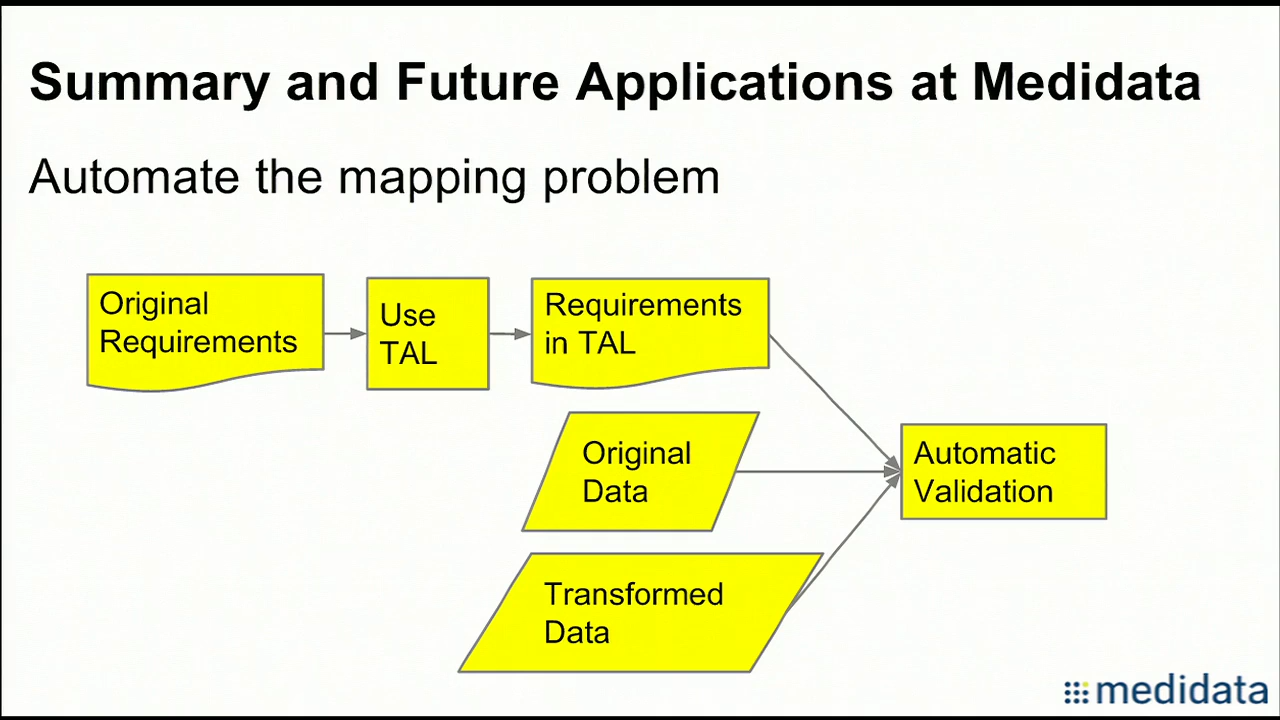 Summary and Future Applications at Medidata
Automate the mapping problem
Original
Requirements
Use
TAL
Requirements
in TAL
Original
Data
Automatic
Validation
Transformed
Data
medidata